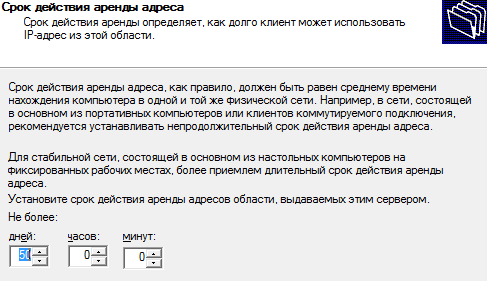 Срок действия аренды адреса
Срок действия аренды определяет, как долго клиент может использовать
IP-адрес из этой области.
Срок действия аренды адреса, как правило, должен быть равен среднему времени
нахождения компьютера в одной и той же физической сети. Например, в сети, состоящей
в основном из портативных компьютеров или клиентов коммутируемого подключения,
рекомендуется устанавливать непродолжительный срок действия аренды адреса.
Для стабильной сети, состоящей в основном из настольных компьютеров на
фиксированных рабочих местах, более приемлем длительный срок действия аренды
адреса.
Установите срок действия аренды адресов области, выдаваемых этим сервером.
Не более:
дней: часов: минут:
50 0 0